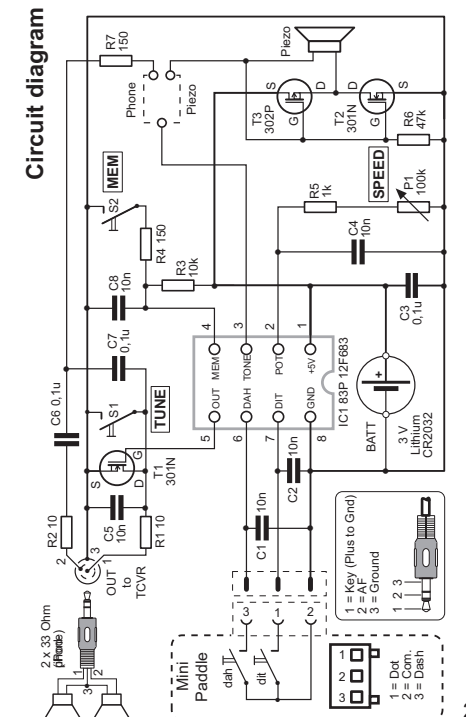 Circuit diagram
2 x 33 Ohm
1
2
3
OUT
to
TCVR
2
3
1
R2 10
R1 10
C5
10n
S
G
D
T1
301N
S1
TUNE
C6 0,1u
C7
0,1u
C8
10n
S2
MEM
R4 150
R3
10k
R7
150
Phone
Piezo
Piezo
T3
302P
S
D
G
T2
301N
D
S
G
R6
47k
SPEED
R5
1k
P1
100k
C4
10n
C3
0,1u
5
6
7
8
OUT
DAH
DIT
GND
MEM
TONE
POT
+5V
4
3
2
1
IC1 83P 12F683
C1
10n
C2
10n
BATT
+
3 V
Lithium
CR2032
Mini
Paddle
dah
dit
3
1
2
3
2
1
1 = Dot
2 = Com.
3 = Dash
1 = Key (Plus to Gnd)
2 = AF
3 = Ground
1
2
3